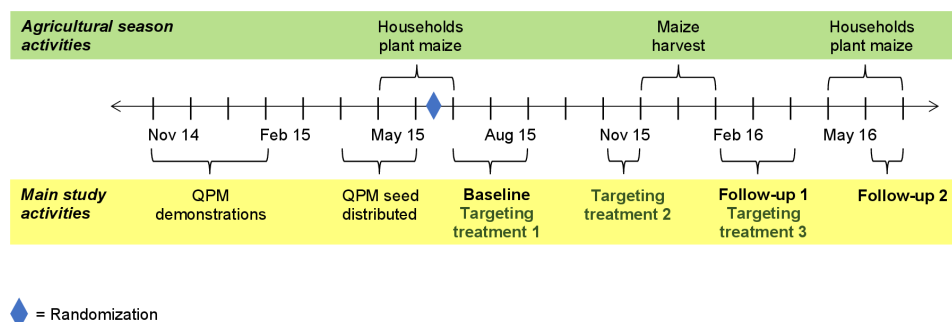 Agricultural season
activities
Households
plant maize
Maize
harvest
Households
plant maize
Nov 14
Feb 15
May 15
Aug 15
Nov 15
Feb 16
May 16
Main study
activities
QPM
demonstrations
QPM seed
distributed
Baseline
Targeting
treatment 1
Targeting
treatment 2
Follow-up 1
Targeting
treatment 3
Follow-up 2
= Randomization